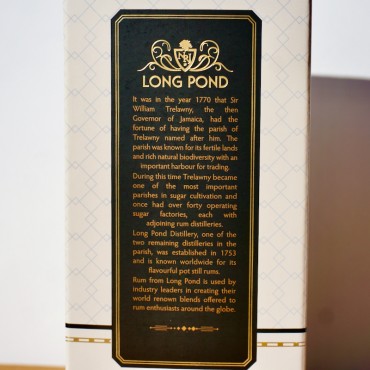 LONG POND
It was in the year 1770 that Sir
William Trelawny, the then
Governor of Jamaica, had the
fortune of having the parish of
Trelawny named after him. The
parish was known for its fertile lands
and rich natural biodiversity with an
important harbour for trading.
During this time Trelawny became
one of the most important
parishes in sugar cultivation and
once had over forty operating
sugar factories, each with
adjoining rum distilleries.
Long Pond Distillery, one of the
two remaining distilleries in the
parish, was established in 1753
and is known worldwide for its
flavourful pot still rums.
Rum from Long Pond is used by
industry leaders in creating their
world renown blends offered to
rum enthusiasts around the globe.